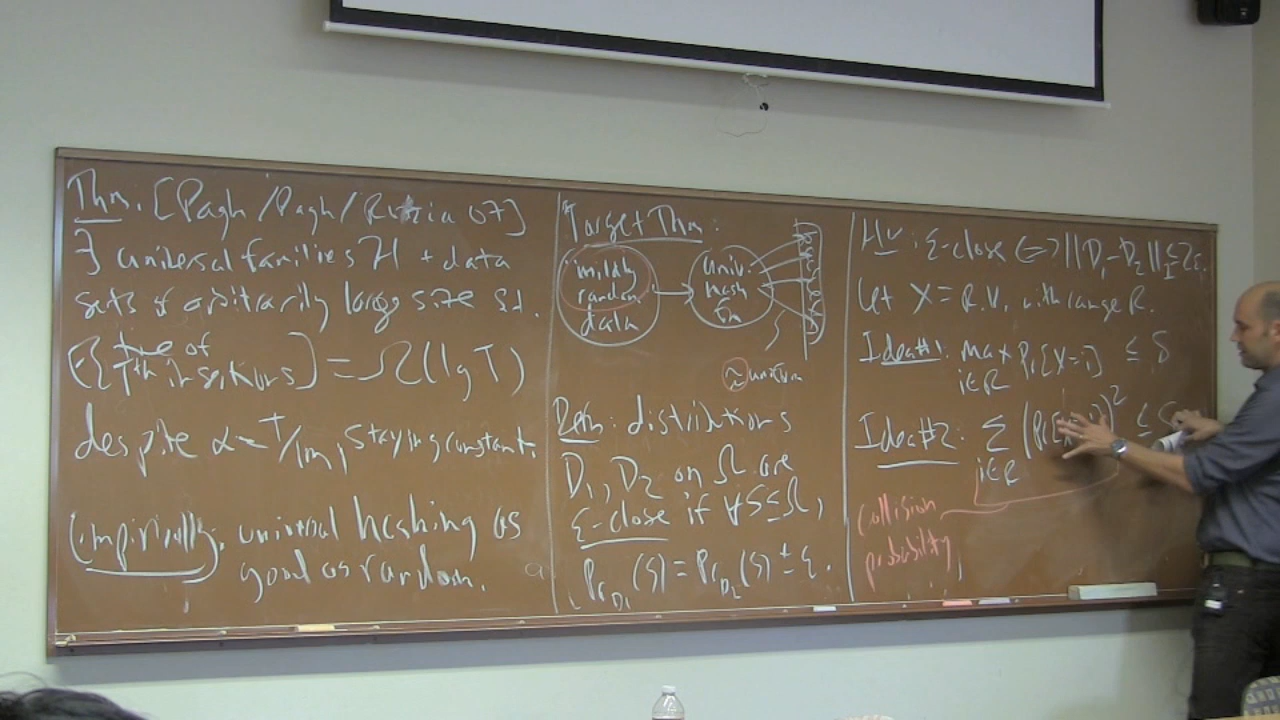 Thm. [Pagh/Pagh/Ružić 07]
∃ universal families H + data
sets of arbitrarily large size s.t.
E[time of Tth insertions] = Ω(lg T)
despite α = T/m, staying constant.
Empirically: universal hashing as
good as random.
Target Thm:
random
data
univ.
hash
fn
≈ uniform
Defn: distributions
D1, D2 on Ω are
ε-close if ∀S⊆Ω,
Pr_D1(S) = Pr_D2(S) ± ε.
: ε-close ⟺ ||D1-D2||1 ≤ 2ε.
Let X = R.V. with range R.
Idea #1: max i∈R Pr[X=i] ≤ δ
Idea #2: Σ i∈R (Pr[X=i])² ≤
collision
probability